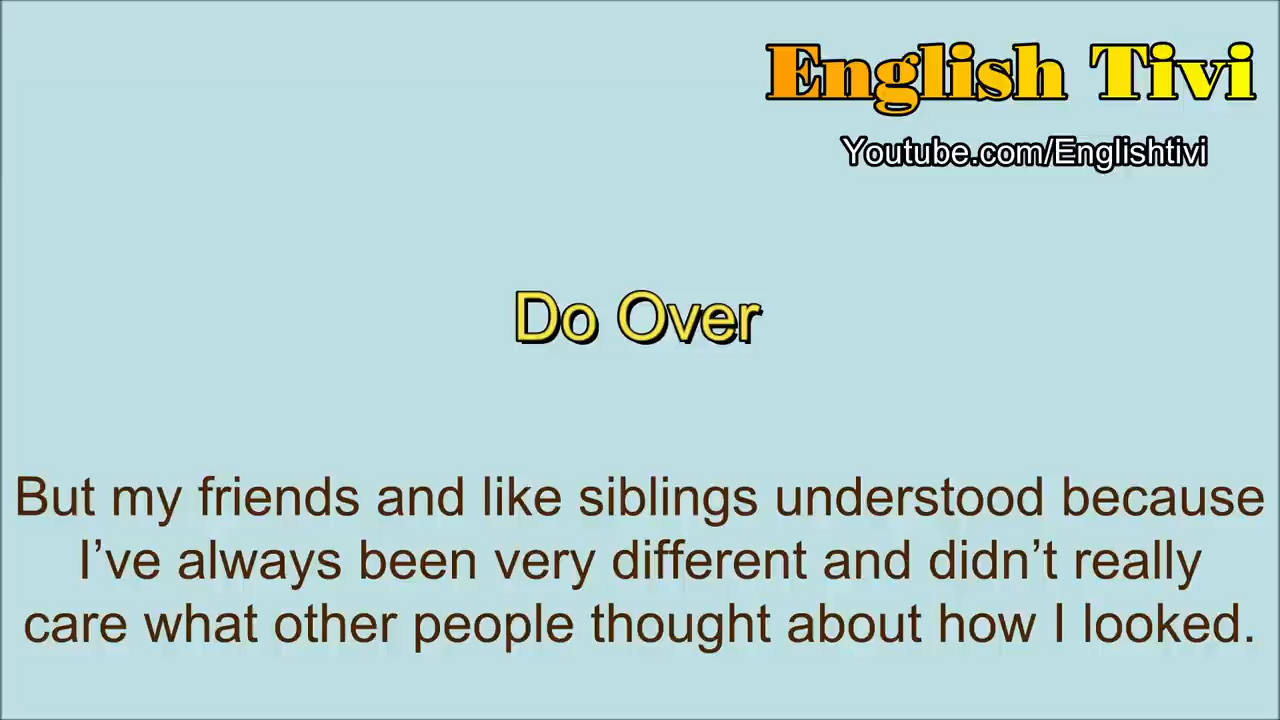 English Tivi
Youtube.com/Englishtivi
Do Over
But my friends and like siblings understood because
I’ve always been very different and didn’t really
care what other people thought about how I looked.